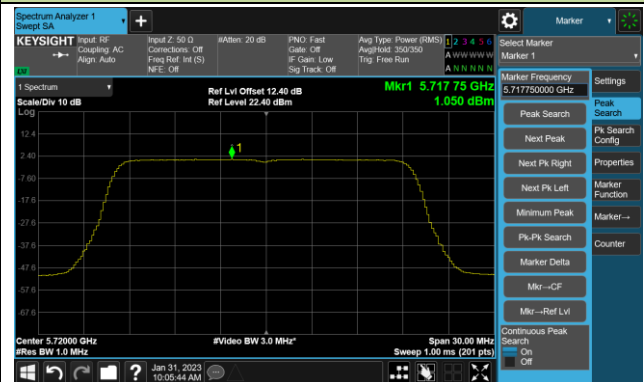 Spectrum Analyzer 1
Swept SA
Marker
KEYSIGHT
Input: RF
Coupling: AC
Align: Auto
Input Z: 50 Ω
Corrections: Off
Freq Ref: Int (S)
NFE: Off
#Atten: 20 dB
PNO: Fast
Gate: Off
IF Gain: Low
Sig Track: Off
Avg Type: Power (RMS)
Avg|Hold: 350/350
Trig: Free Run
1 2 3 4 5 6
A W W W W W
A N N N N N
Select Marker
Marker 1
1 Spectrum
Scale/Div 10 dB
Log
Ref Lvl Offset 12.40 dB
Ref Level 22.40 dBm
Mkr1 5.717 75 GHz
1.050 dBm
12.4
2.40
-7.60
-17.6
-27.6
-37.6
-47.6
-57.6
-67.6
1
Center 5.72000 GHz
#Res BW 1.0 MHz
#Video BW 3.0 MHz*
Span 30.00 MHz
Sweep 1.00 ms (201 pts)
Marker Frequency
5.717750000 GHz
Peak Search
Next Peak
Next Pk Right
Next Pk Left
Minimum Peak
Pk-Pk Search
Marker Delta
Mkr→CF
Mkr→Ref Lvl
Continuous Peak
Search
On
Off
Settings
Peak
Search
Pk Search
Config
Properties
Marker
Function
Marker→
Counter
?
Jan 31, 2023
10:05:44 AM